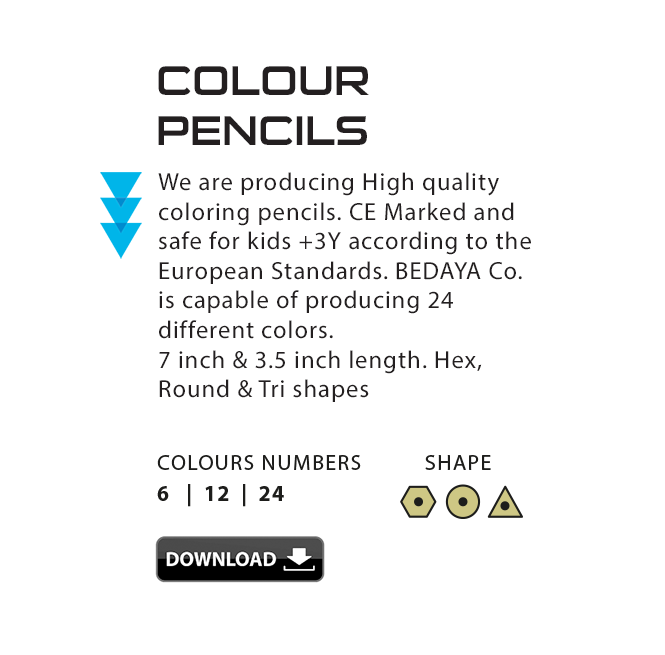 COLOUR
PENCILS
We are producing High quality
coloring pencils. CE Marked and
safe for kids +3Y according to the
European Standards. BEDAYA Co.
is capable of producing 24
different colors.
7 inch & 3.5 inch length. Hex,
Round & Tri shapes
COLOURS NUMBERS
6 | 12 | 24
SHAPE
DOWNLOAD